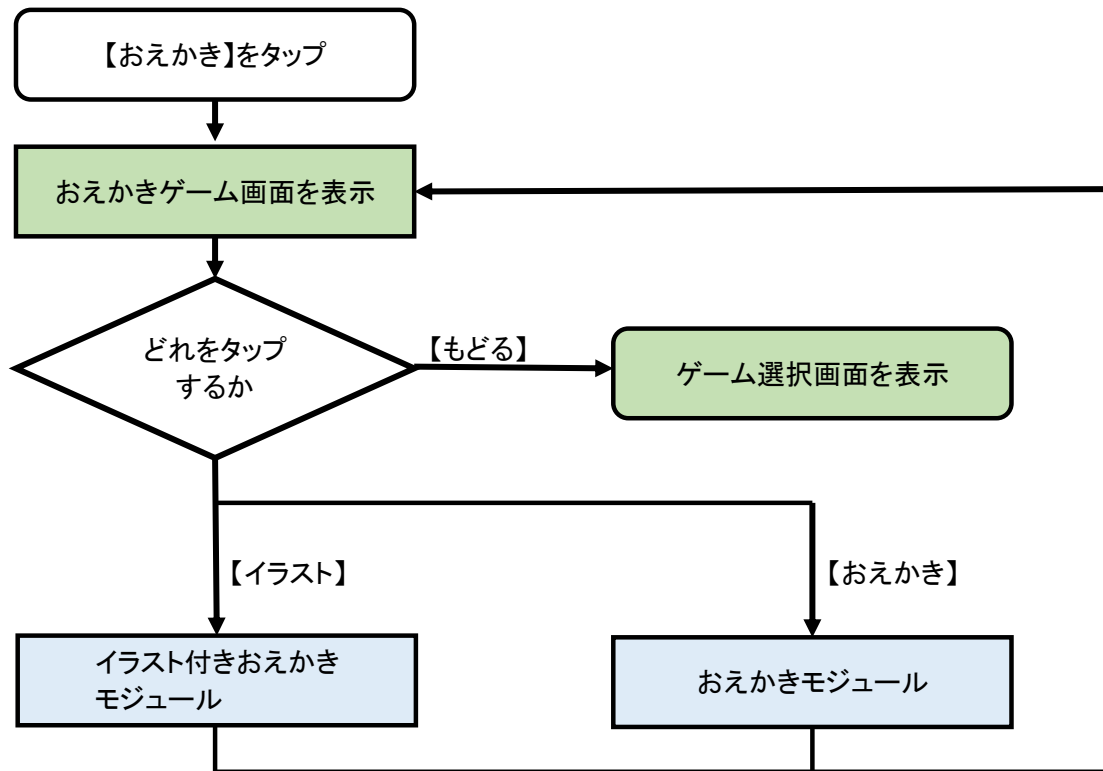 【おえかき】をタップ
おえかきゲーム画面を表示
どれをタップ
するか
【もどる】
ゲーム選択画面を表示
【イラスト】
【おえかき】
イラスト付きおえかき
モジュール
おえかきモジュール